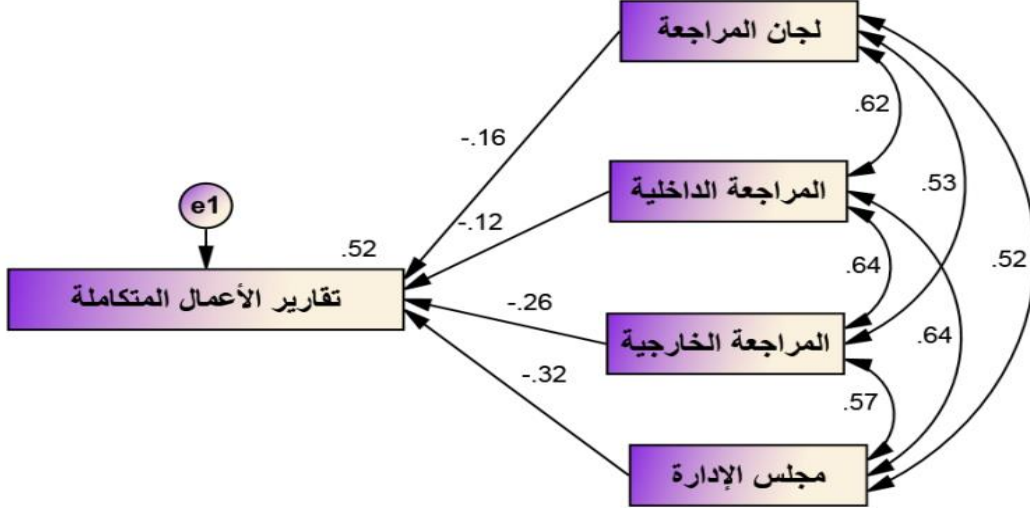 لجان المراجعة
.62
-.16
المراجعة الداخلية
.53
e1
-.12
.52
.64
.52
تقارير الأعمال المتكاملة
-.26
المراجعة الخارجية
.64
-.32
.57
مجلس الإدارة